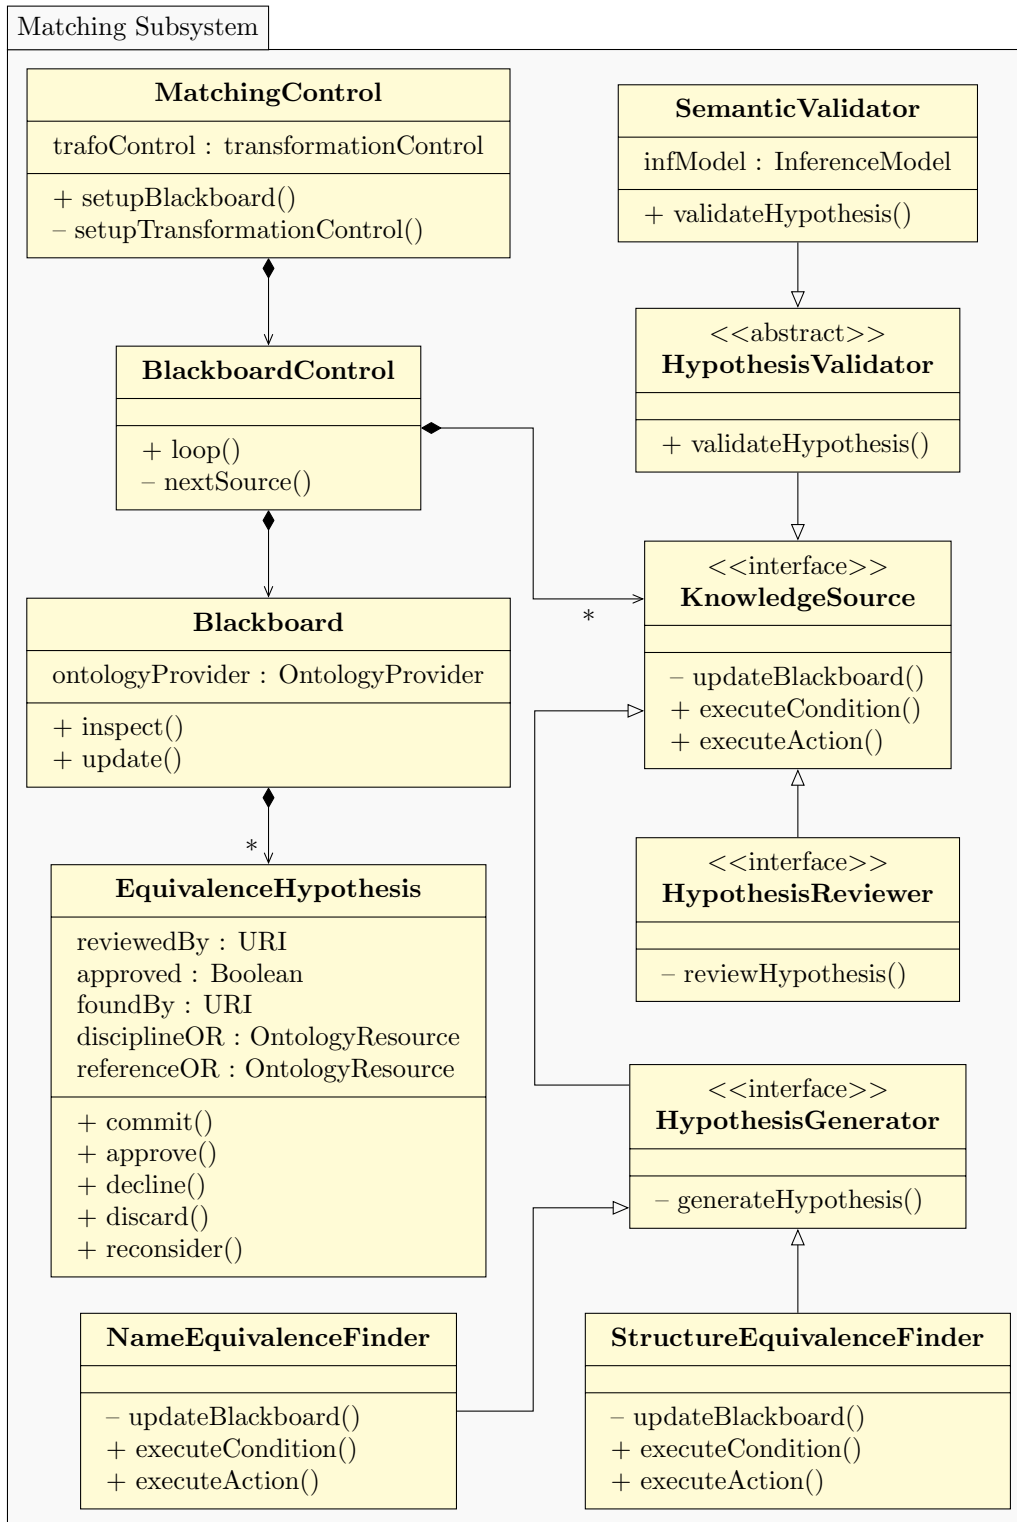 Matching Subsystem
MatchingControl
trafoControl : transformationControl
+ setupBlackboard()
– setupTransformationControl()
SemanticValidator
infModel : InferenceModel
+ validateHypothesis()
<<abstract>>
HypothesisValidator
+ validateHypothesis()
BlackboardControl
+ loop()
– nextSource()
<<interface>>
KnowledgeSource
– updateBlackboard()
+ executeCondition()
+ executeAction()
*
Blackboard
ontologyProvider : OntologyProvider
+ inspect()
+ update()
*
EquivalenceHypothesis
reviewedBy : URI
approved : Boolean
foundBy : URI
disciplineOR : OntologyResource
referenceOR : OntologyResource
+ commit()
+ approve()
+ decline()
+ discard()
+ reconsider()
<<interface>>
HypothesisReviewer
– reviewHypothesis()
<<interface>>
HypothesisGenerator
– generateHypothesis()
NameEquivalenceFinder
– updateBlackboard()
+ executeCondition()
+ executeAction()
StructureEquivalenceFinder
– updateBlackboard()
+ executeCondition()
+ executeAction()